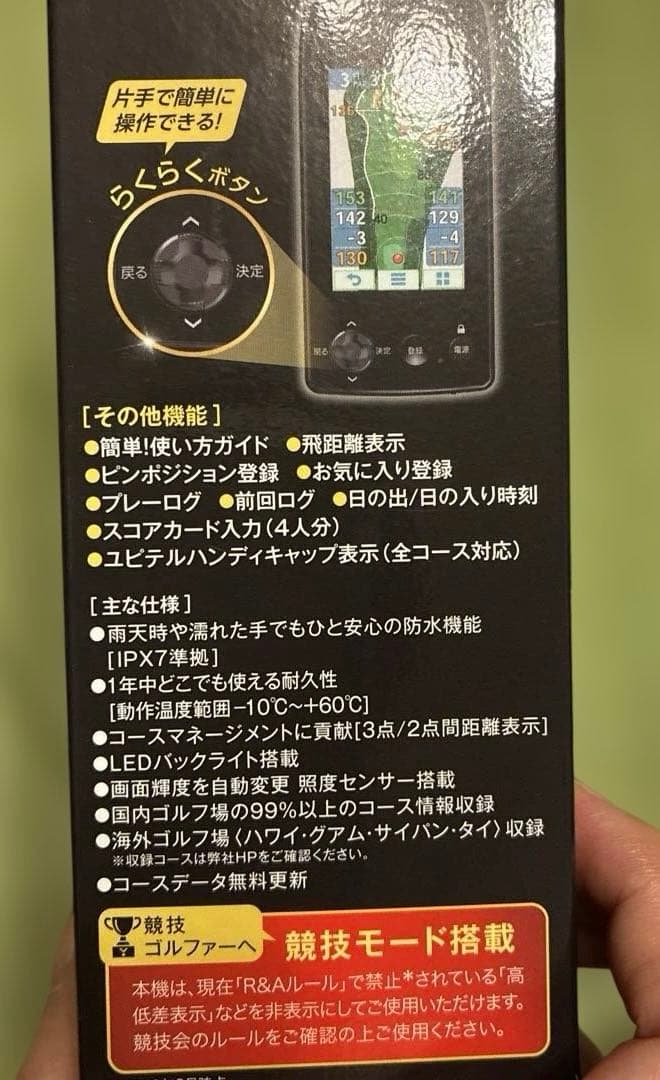 片手で簡単に
操作できる!
らくらくボタン
戻る
決定
153
142
-3
130
40
141
129
-4
117
戻る
決定
登録
電源
[その他機能]
●簡単!使い方ガイド ●飛距離表示
●ピンポジション登録 ●お気に入り登録
●プレーログ ●前回ログ ●日の出/日の入り時刻
●スコアカード入力(4人分)
●ユピテルハンディキャップ表示(全コース対応)
[主な仕様]
●雨天時や濡れた手でもひと安心の防水機能
[IPX7準拠]
●1年中どこでも使える耐久性
[動作温度範囲-10℃~+60℃]
●コースマネージメントに貢献[3点/2点間距離表示]
●LEDバックライト搭載
●画面輝度を自動変更 照度センサー搭載
●国内ゴルフ場の99%以上のコース情報収録
●海外ゴルフ場〈ハワイ・グアム・サイパン・タイ〉収録
※収録コースは弊社HPをご確認ください。
●コースデータ無料更新
競技
ゴルファーへ
競技モード搭載
本機は、現在「R&Aルール」で禁止*されている「高
低差表示」などを非表示にしてご使用いただけます。
競技会のルールをご確認の上ご使用ください。